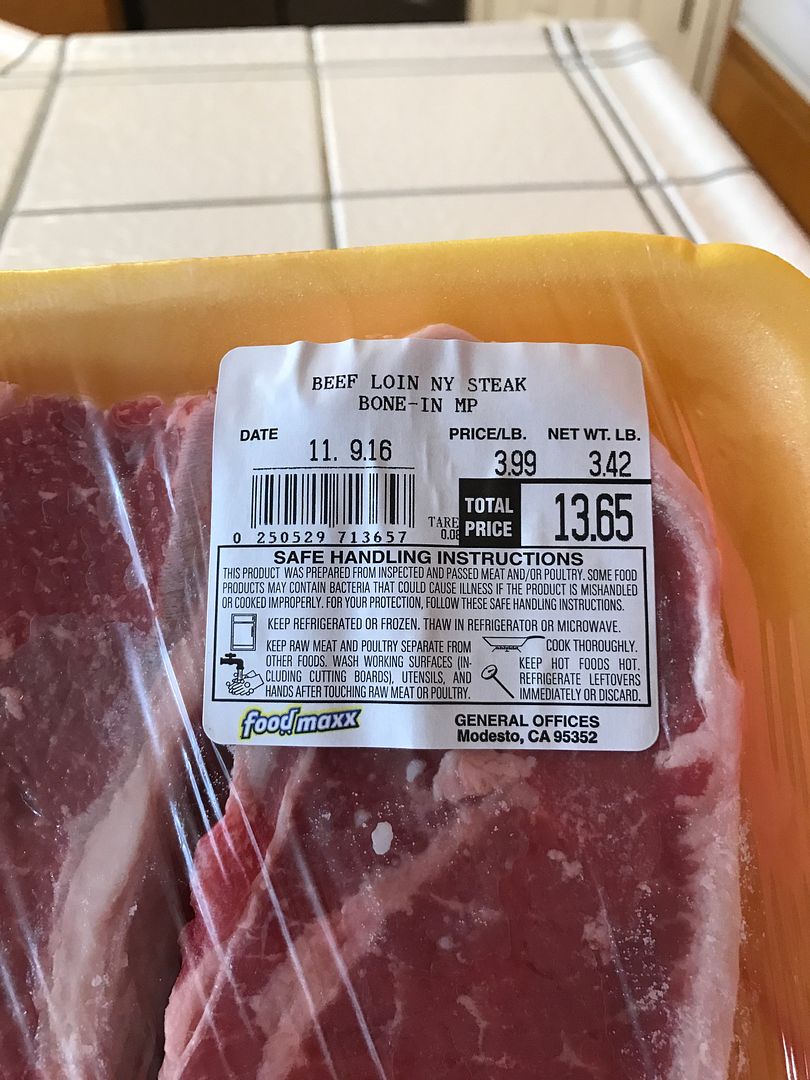 BEEF LOIN NY STEAK
BONE-IN MP
DATE PRICE/LB. NET WT. LB.
11. 9.16 3.99 3.42
TOTAL PRICE 13.65
TARE
0.08
0 250529 713657
SAFE HANDLING INSTRUCTIONS
THIS PRODUCT WAS PREPARED FROM INSPECTED AND PASSED MEAT AND/OR POULTRY. SOME FOOD
PRODUCTS MAY CONTAIN BACTERIA THAT COULD CAUSE ILLNESS IF THE PRODUCT IS MISHANDLED
OR COOKED IMPROPERLY. FOR YOUR PROTECTION, FOLLOW THESE SAFE HANDLING INSTRUCTIONS.
KEEP REFRIGERATED OR FROZEN. THAW IN REFRIGERATOR OR MICROWAVE.
KEEP RAW MEAT AND POULTRY SEPARATE FROM
OTHER FOODS. WASH WORKING SURFACES (IN-
CLUDING CUTTING BOARDS), UTENSILS, AND
HANDS AFTER TOUCHING RAW MEAT OR POULTRY.
COOK THOROUGHLY.
KEEP HOT FOODS HOT.
REFRIGERATE LEFTOVERS
IMMEDIATELY OR DISCARD.
food maxx
GENERAL OFFICES
Modesto, CA 95352